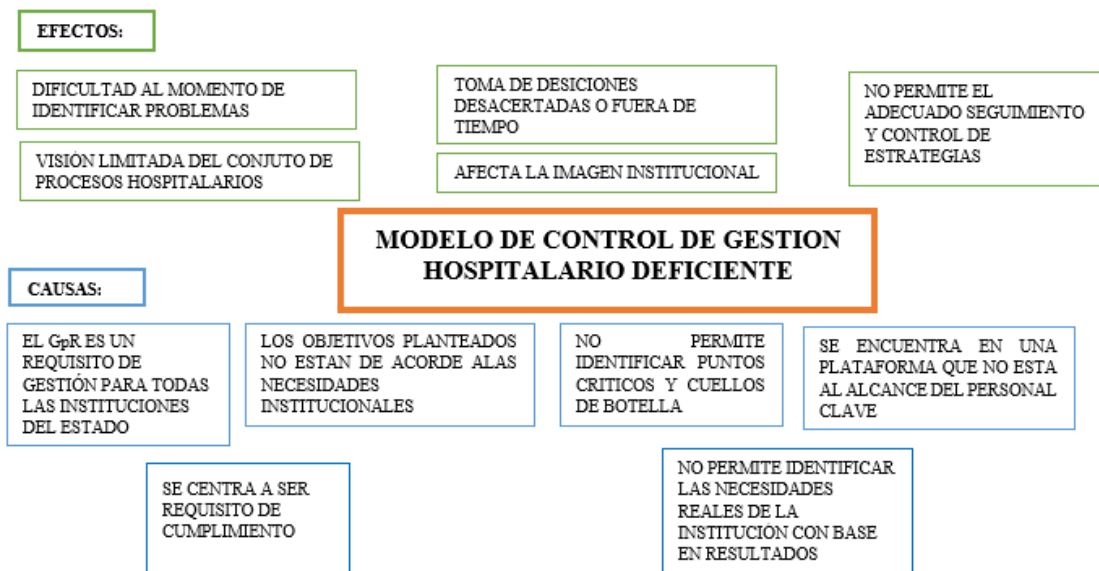 EFECTOS:
DIFICULTAD AL MOMENTO DE
IDENTIFICAR PROBLEMAS
TOMA DE DESICIONES
DESACERTADAS O FUERA DE
TIEMPO
NO PERMITE EL
ADECUADO SEGUIMIENTO
Y CONTROL DE
ESTRATEGIAS
VISIÓN LIMITADA DEL CONJUTO DE
PROCESOS HOSPITALARIOS
AFECTA LA IMAGEN INSTITUCIONAL
MODELO DE CONTROL DE GESTION
HOSPITALARIO DEFICIENTE
CAUSAS:
EL GpR ES UN
REQUISITO DE
GESTIÓN PARA TODAS
LAS INSTITUCIONES
DEL ESTADO
LOS OBJETIVOS PLANTEADOS
NO ESTAN DE ACORDE ALAS
NECESIDADES
INSTITUCIONALES
NO PERMITE
IDENTIFICAR PUNTOS
CRITICOS Y CUELLOS
DE BOTELLA
SE ENCUENTRA EN UNA
PLATAFORMA QUE NO ESTA
AL ALCANCE DEL PERSONAL
CLAVE
SE CENTRA A SER
REQUISITO DE
CUMPLIMIENTO
NO PERMITE IDENTIFICAR
LAS NECESIDADES
REALES DE LA
INSTITUCIÓN CON BASE
EN RESULTADOS